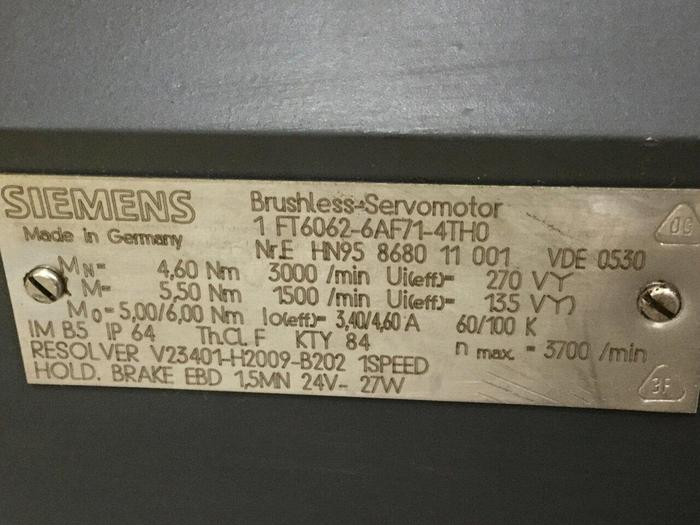 SIEMENS
Brushless-Servomotor
Made in Germany
1 FT6062-6AF71-4TH0
Nr.E HN95 8680 11 001 VDE 0530
MN= 4,60 Nm 3000 /min Ui(eff)= 270 VY
M= 5,50 Nm 1500 /min Ui(eff)= 135 VY)
Mo=5,00/6,00 Nm Io(eff)= 3,40/4,60 A 60/100 K
IM B5 IP 64 Th.Cl. F KTY 84 n max. = 3700 /min
RESOLVER V23401-H2009-B202 1SPEED
HOLD. BRAKE EBD 1,5MN 24V- 27W
3F